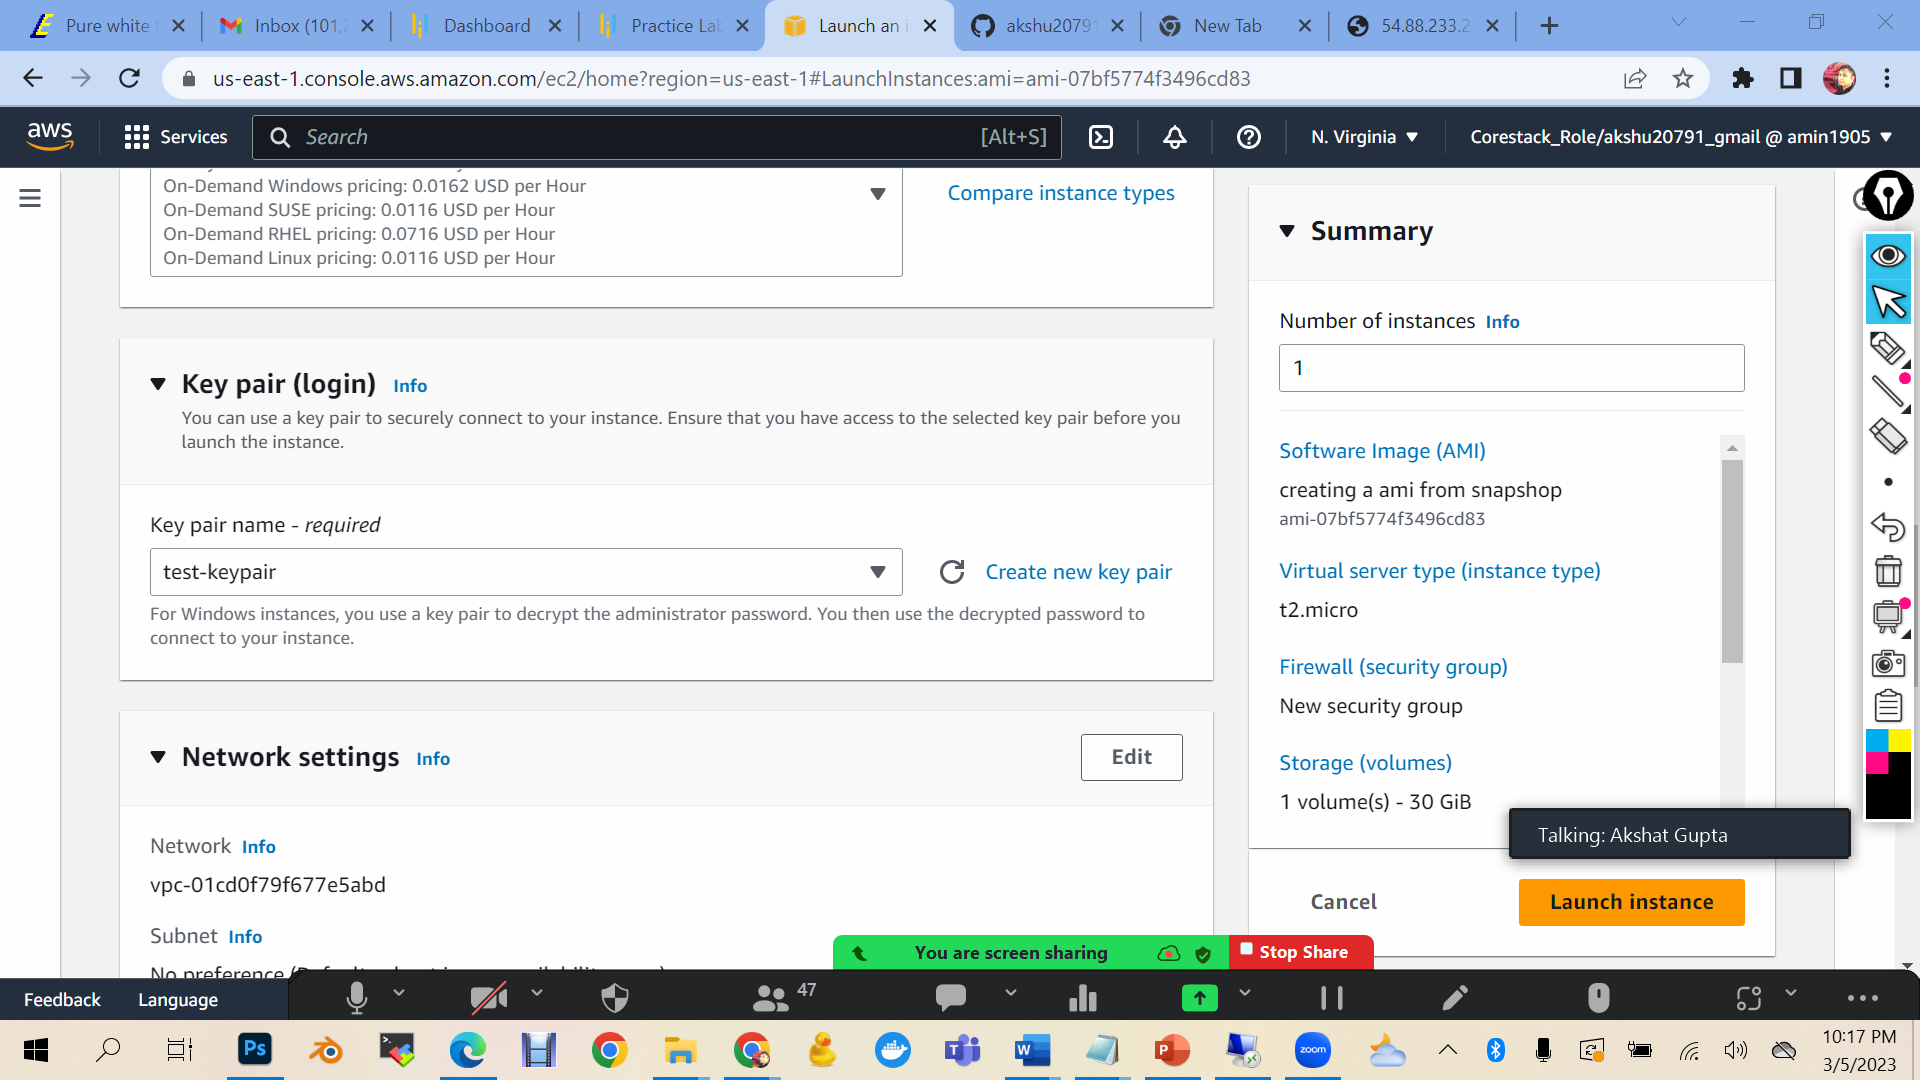 Pure white
Inbox (101,
Dashboard
Practice Lab
Launch an i
akshu20791
New Tab
54.88.233.2
us-east-1.console.aws.amazon.com/ec2/home?region=us-east-1#LaunchInstances:ami=ami-07bf5774f3496cd83
aws
Services
Search
[Alt+S]
N. Virginia
Corestack_Role/akshu20791_gmail @ amin1905
On-Demand Windows pricing: 0.0162 USD per Hour
On-Demand SUSE pricing: 0.0116 USD per Hour
On-Demand RHEL pricing: 0.0716 USD per Hour
On-Demand Linux pricing: 0.0116 USD per Hour
Compare instance types
Key pair (login) Info
You can use a key pair to securely connect to your instance. Ensure that you have access to the selected key pair before you
launch the instance.
Key pair name - required
test-keypair
Create new key pair
For Windows instances, you use a key pair to decrypt the administrator password. You then use the decrypted password to
connect to your instance.
Network settings Info
Edit
Network Info
vpc-01cd0f79f677e5abd
Subnet Info
No preference
Summary
Number of instances Info
1
Software Image (AMI)
creating a ami from snapshop
ami-07bf5774f3496cd83
Virtual server type (instance type)
t2.micro
Firewall (security group)
New security group
Storage (volumes)
1 volume(s) - 30 GiB
Talking: Akshat Gupta
Cancel
Launch instance
You are screen sharing
Stop Share
Feedback
Language
47
Ps
W
P
zoom
10:17 PM
3/5/2023